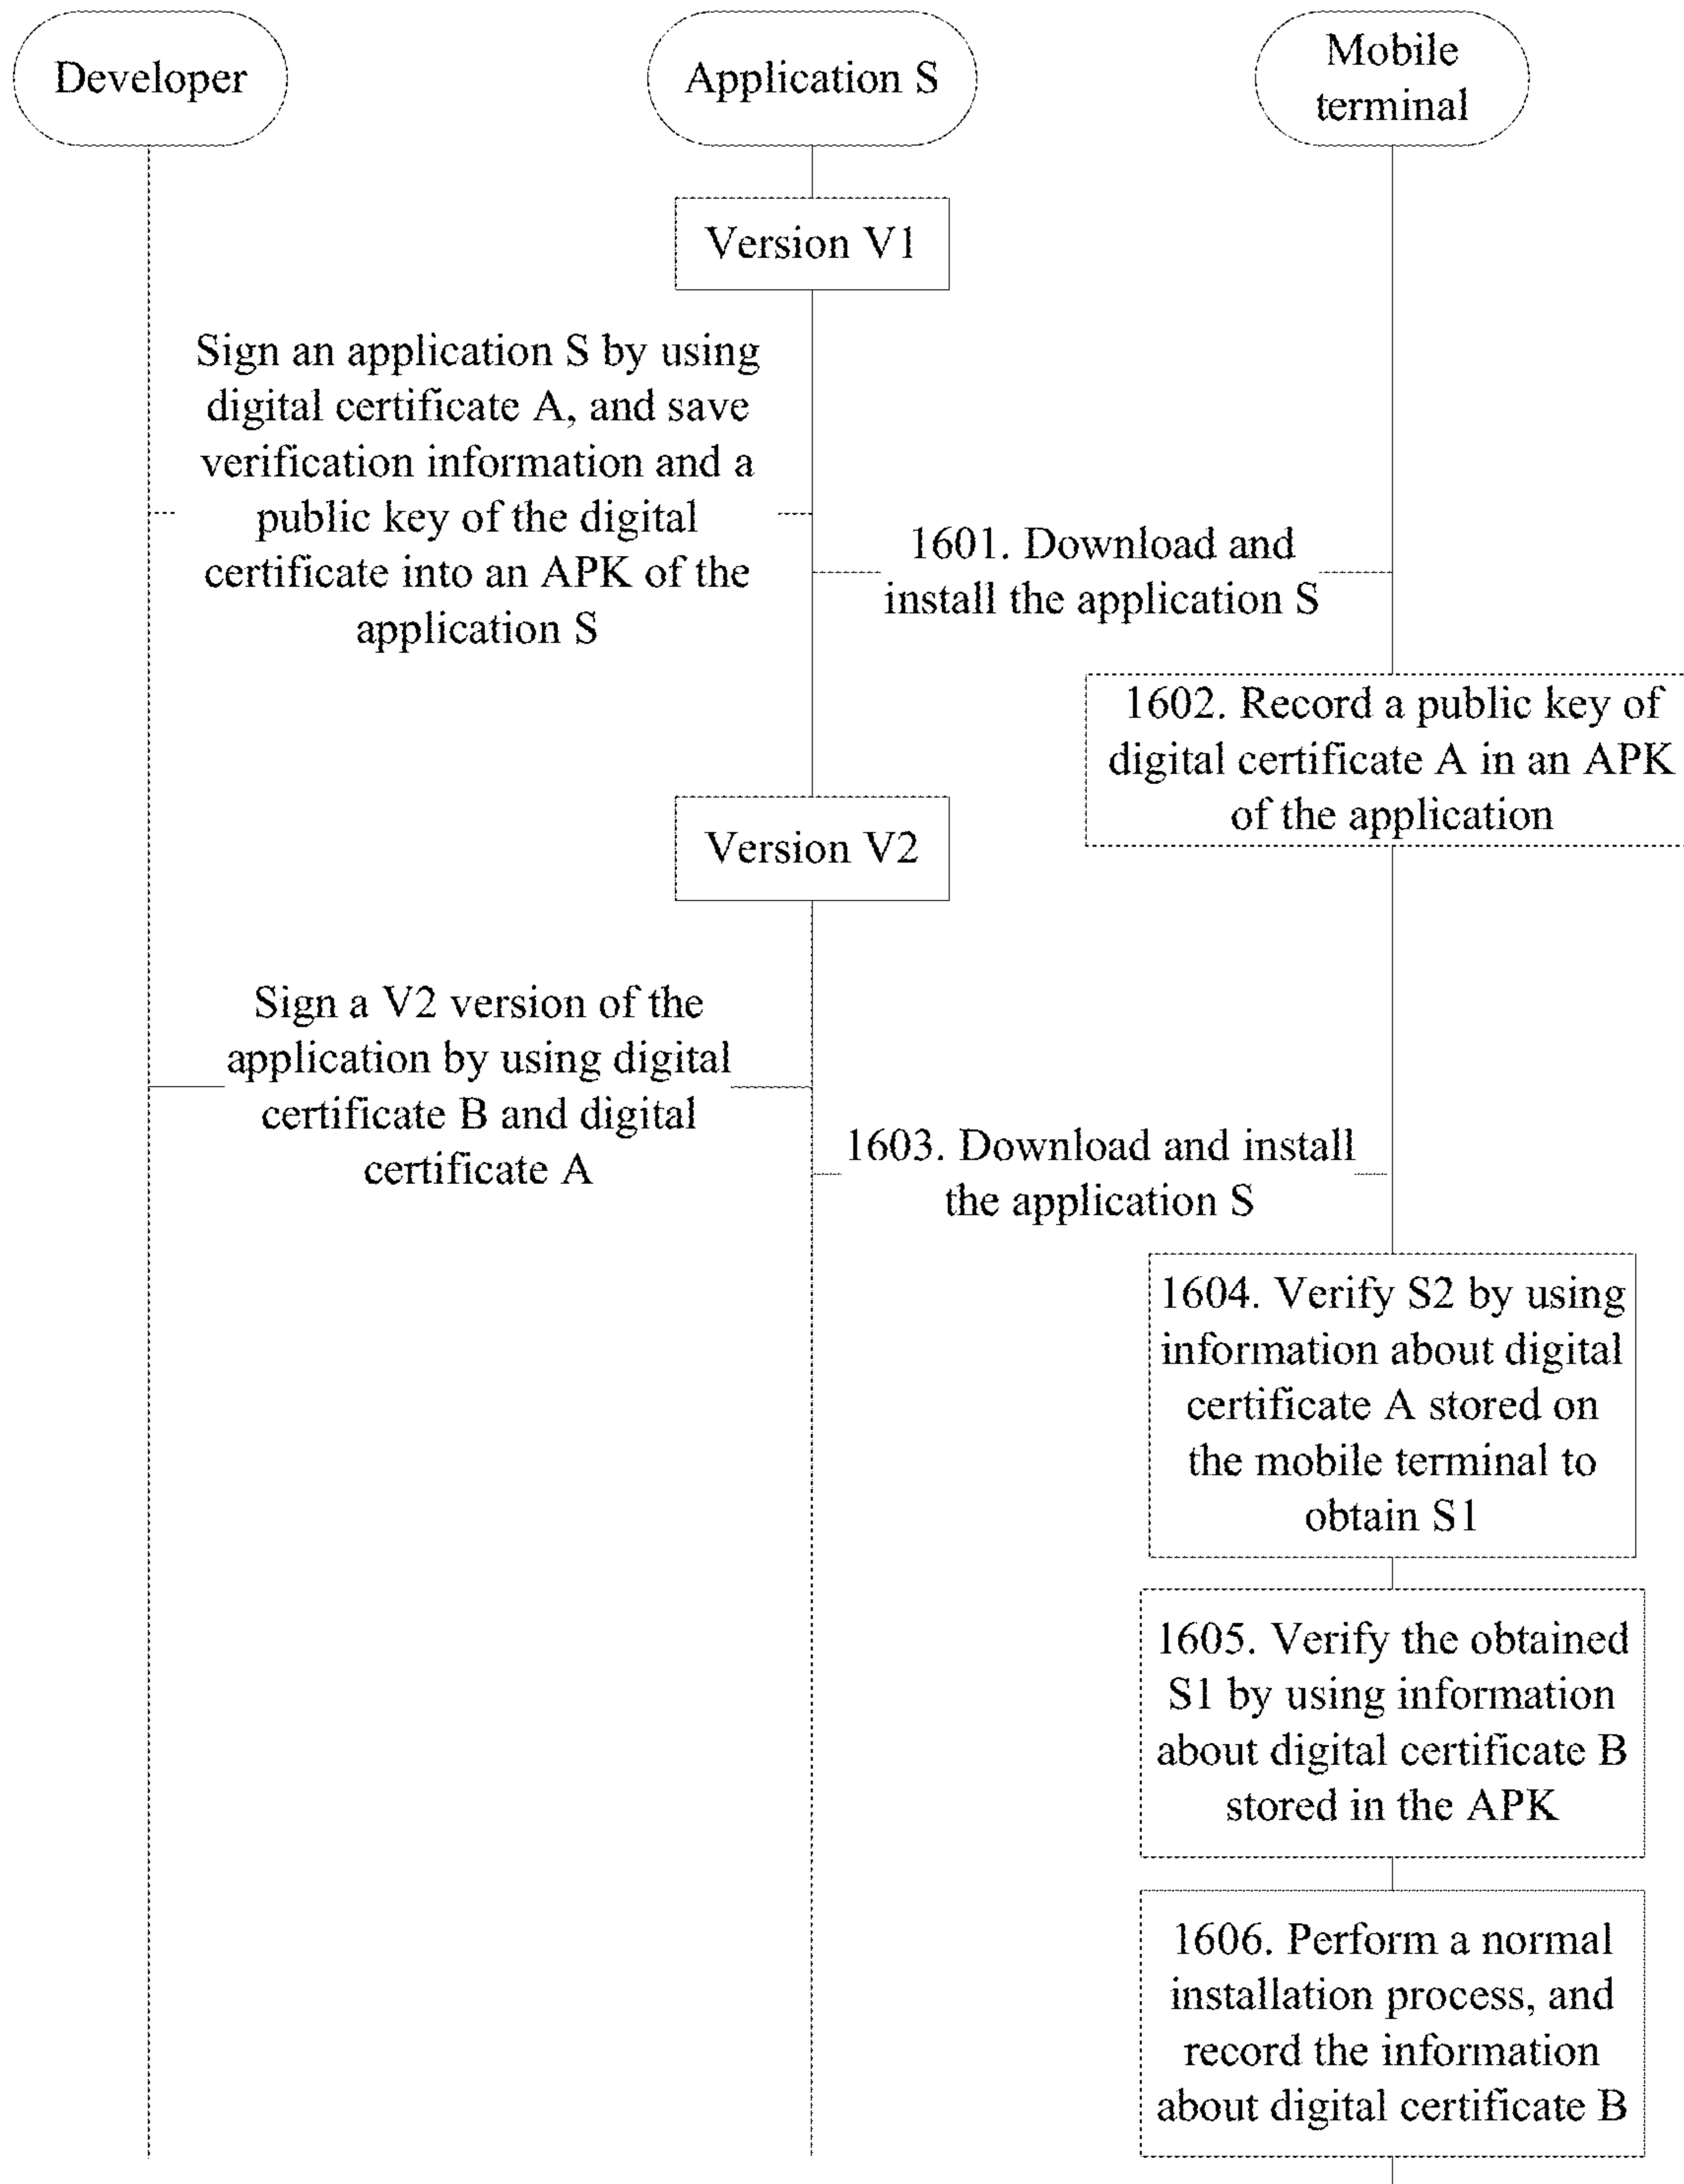 Developer
Application S
Mobile
terminal
Version V1
Sign an application S by using
digital certificate A, and save
verification information and a
public key of the digital
certificate into an APK of the
application S
1601. Download and
install the application S
1602. Record a public key of
digital certificate A in an APK
of the application
Version V2
Sign a V2 version of the
application by using digital
certificate B and digital
certificate A
1603. Download and install
the application S
1604. Verify S2 by using
information about digital
certificate A stored on
the mobile terminal to
obtain S1
1605. Verify the obtained
S1 by using information
about digital certificate B
stored in the APK
1606. Perform a normal
installation process, and
record the information
about digital certificate B